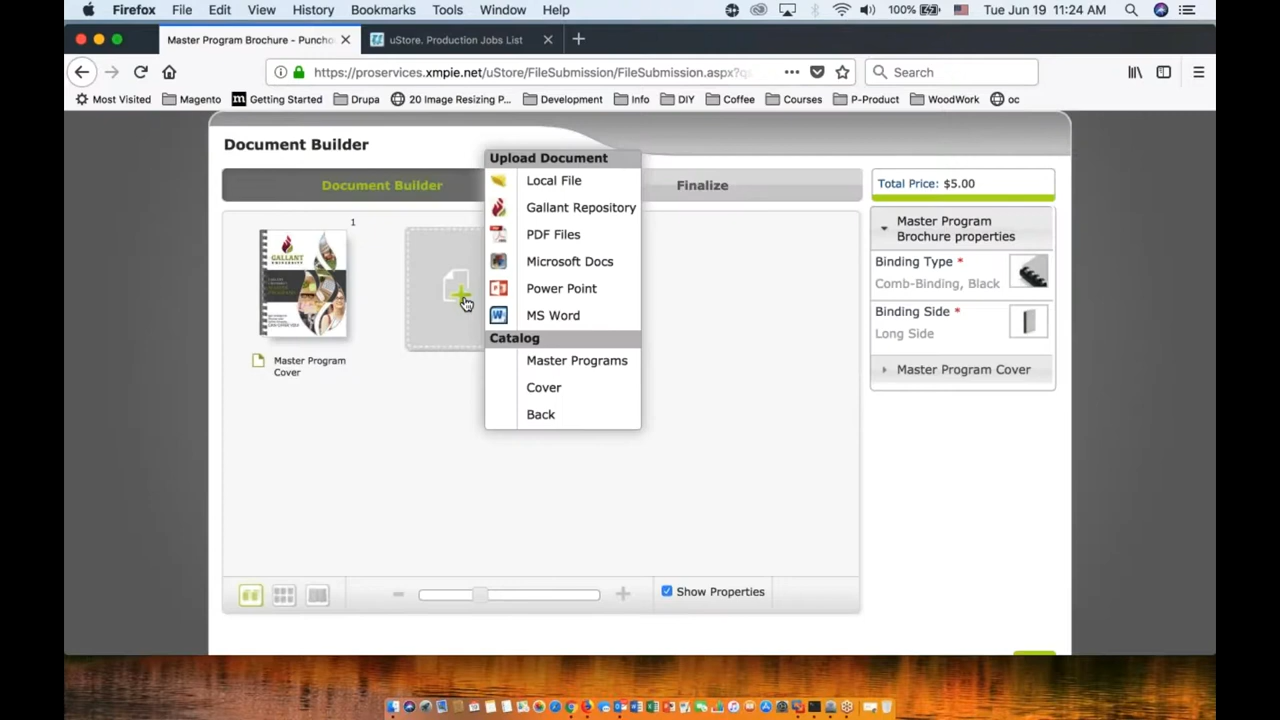 Firefox File Edit View History Bookmarks Tools Window Help 100% Tue Jun 19 11:24 AM
Master Program Brochure - Puncho
uStore. Production Jobs List
https://proservices.xmpie.net/uStore/FileSubmission/FileSubmission.aspx?q
Search
Most Visited Magento Getting Started Drupa 20 Image Resizing P... Development Info DIY Coffee Courses P-Product WoodWork oc
Document Builder
Document Builder
Finalize
Upload Document
Local File
Gallant Repository
PDF Files
Microsoft Docs
Power Point
MS Word
Catalog
Master Programs
Cover
Back
1
GALLANT
UNIVERSITY
Master Program
Cover
Total Price: $5.00
Master Program
Brochure properties
Binding Type *
Comb-Binding, Black
Binding Side *
Long Side
Master Program Cover
Show Properties